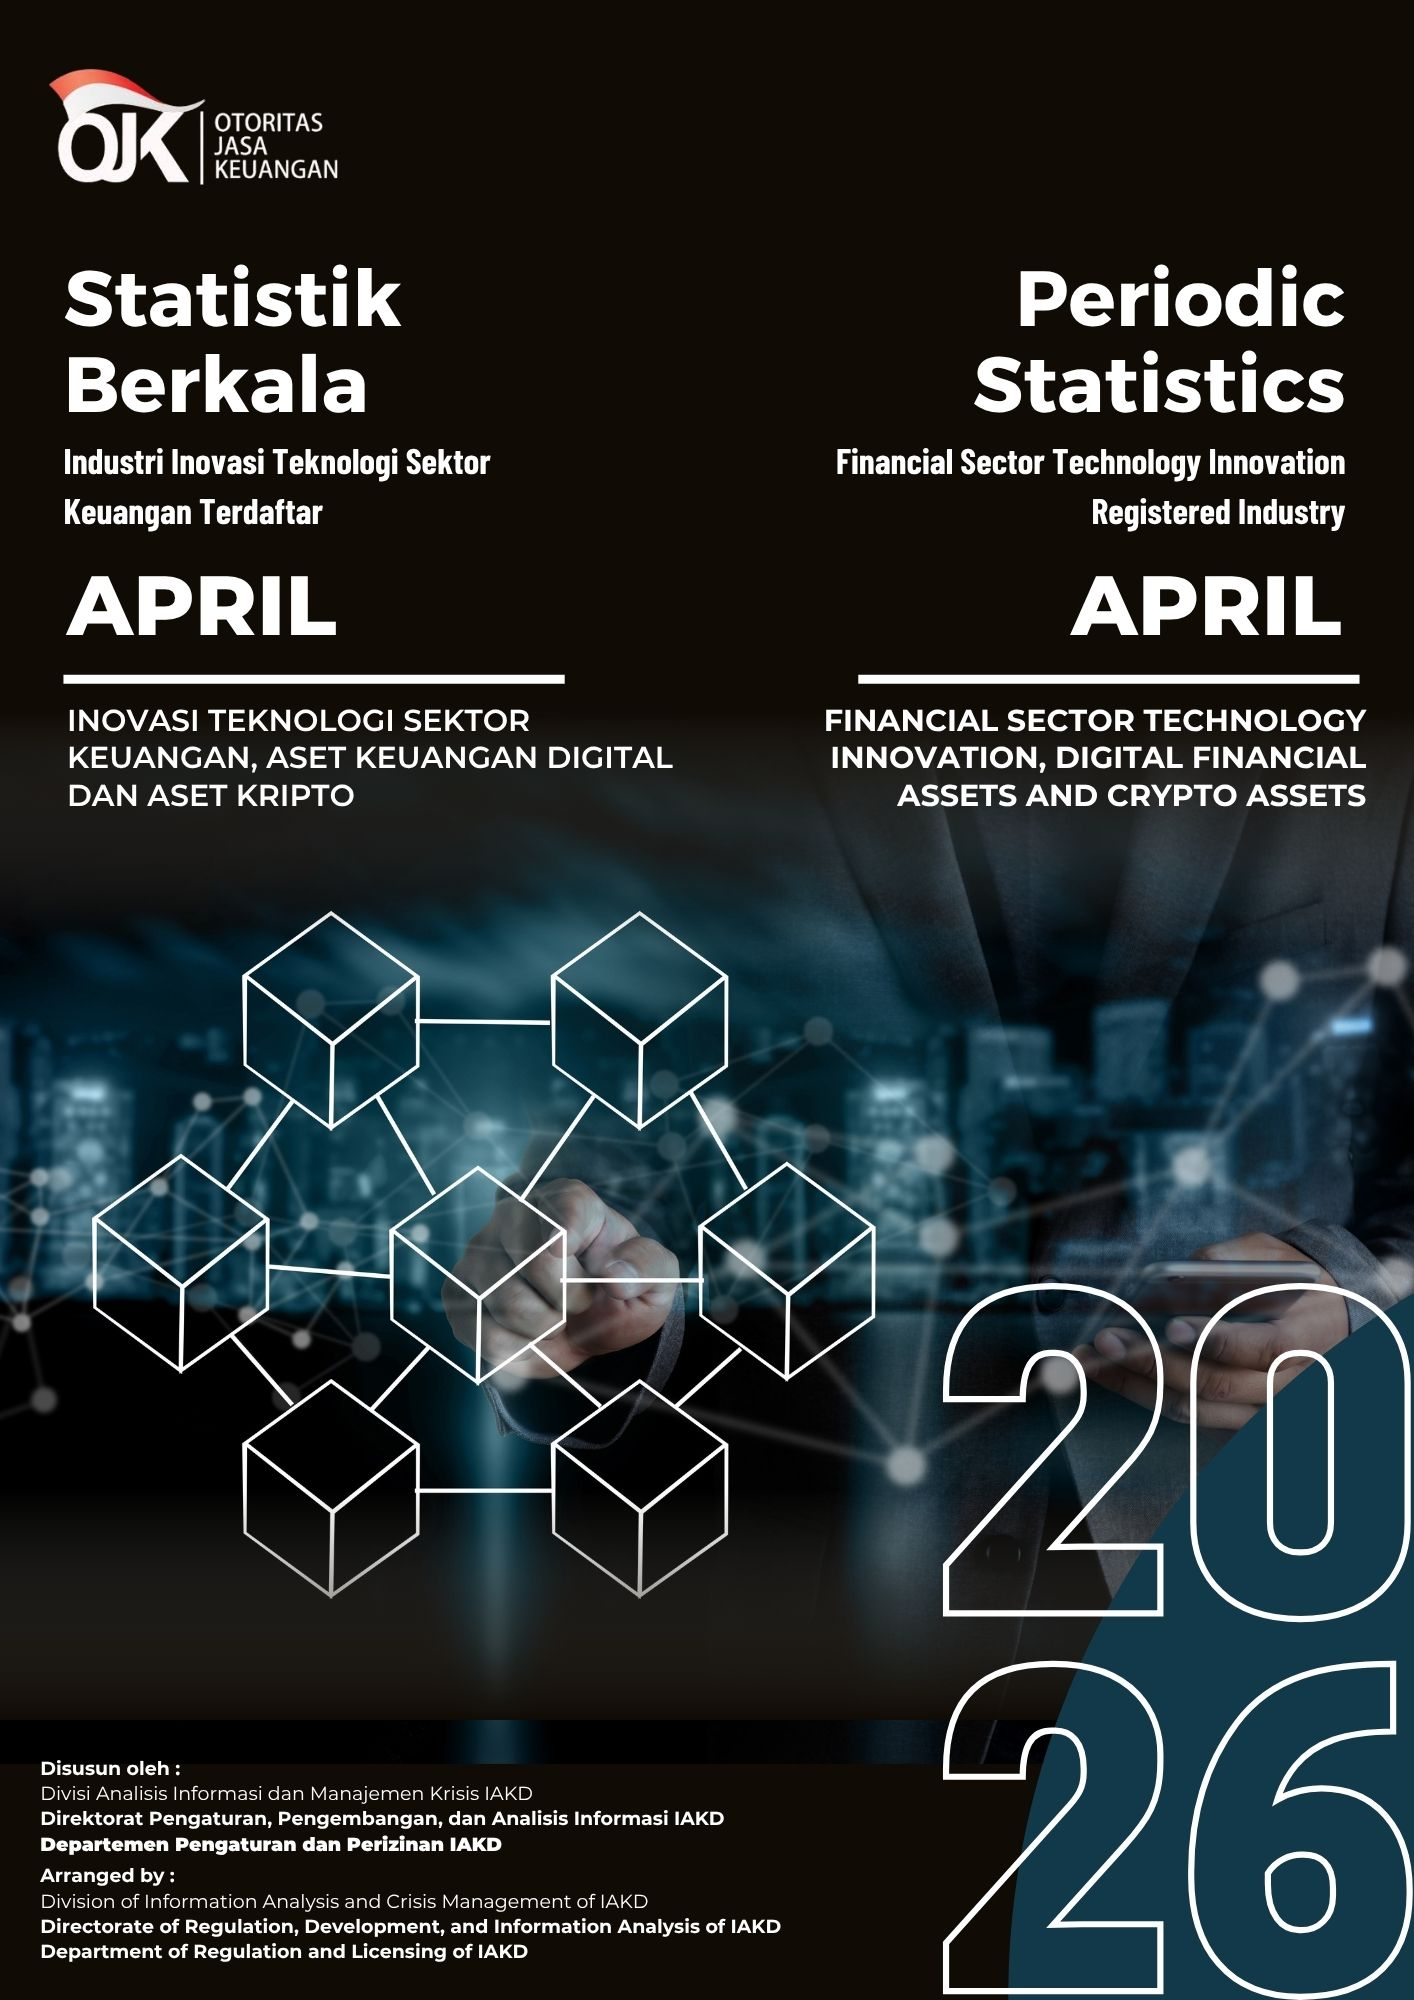 OJK
OTORITAS
JASA
KEUANGAN
Statistik
Berkala
Industri Inovasi Teknologi Sektor
Keuangan Terdaftar
APRIL
INOVASI TEKNOLOGI SEKTOR
KEUANGAN, ASET KEUANGAN DIGITAL
DAN ASET KRIPTO
Periodic
Statistics
Financial Sector Technology Innovation
Registered Industry
APRIL
FINANCIAL SECTOR TECHNOLOGY
INNOVATION, DIGITAL FINANCIAL
ASSETS AND CRYPTO ASSETS
20
26
Disusun oleh :
Divisi Analisis Informasi dan Manajemen Krisis IAKD
Direktorat Pengaturan, Pengembangan, dan Analisis Informasi IAKD
Departemen Pengaturan dan Perizinan IAKD
Arranged by :
Division of Information Analysis and Crisis Management of IAKD
Directorate of Regulation, Development, and Information Analysis of IAKD
Department of Regulation and Licensing of IAKD